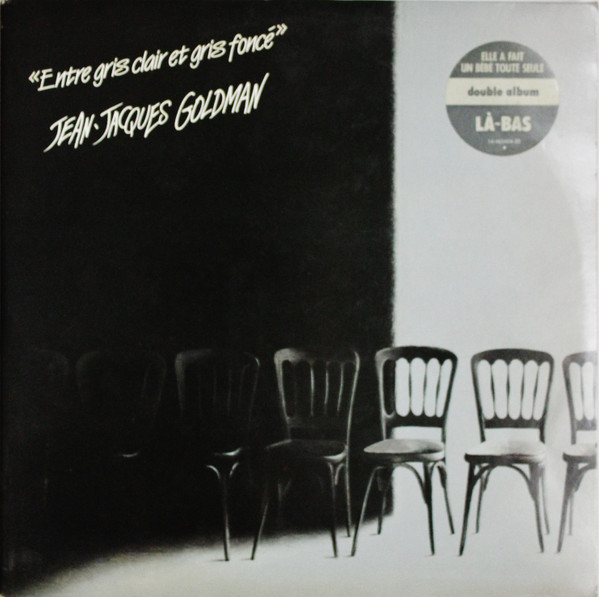 «Entre gris clair et gris foncé»
JEAN-JACQUES GOLDMAN
ELLE A FAIT
UN BÉBÉ TOUTE SEULE
double album
LÀ-BAS